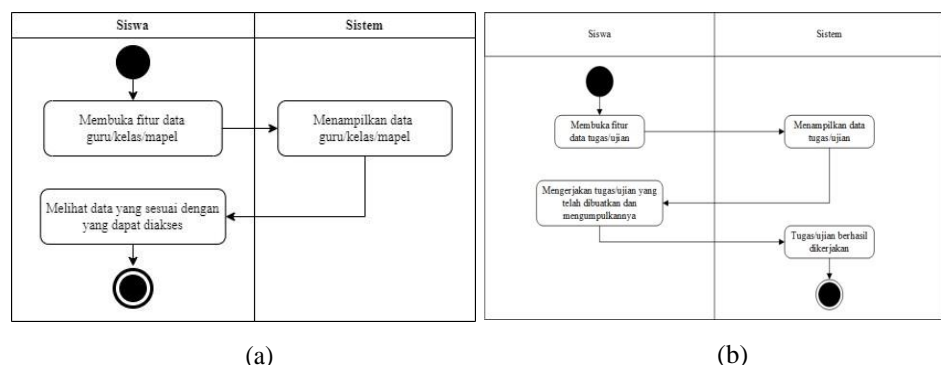 Siswa
Sistem
Membuka fitur data
guru/kelas/mapel
Menampilkan data
guru/kelas/mapel
Melihat data yang sesuai dengan
yang dapat diakses
(a)
Siswa
Sistem
Membuka fitur
data tugas/ujian
Menampilkan data
tugas/ujian
Mengerjakan tugas/ujian yang
telah dibuatkan dan
mengumpulkannya
Tugas/ujian berhasil
dikerjakan
(b)